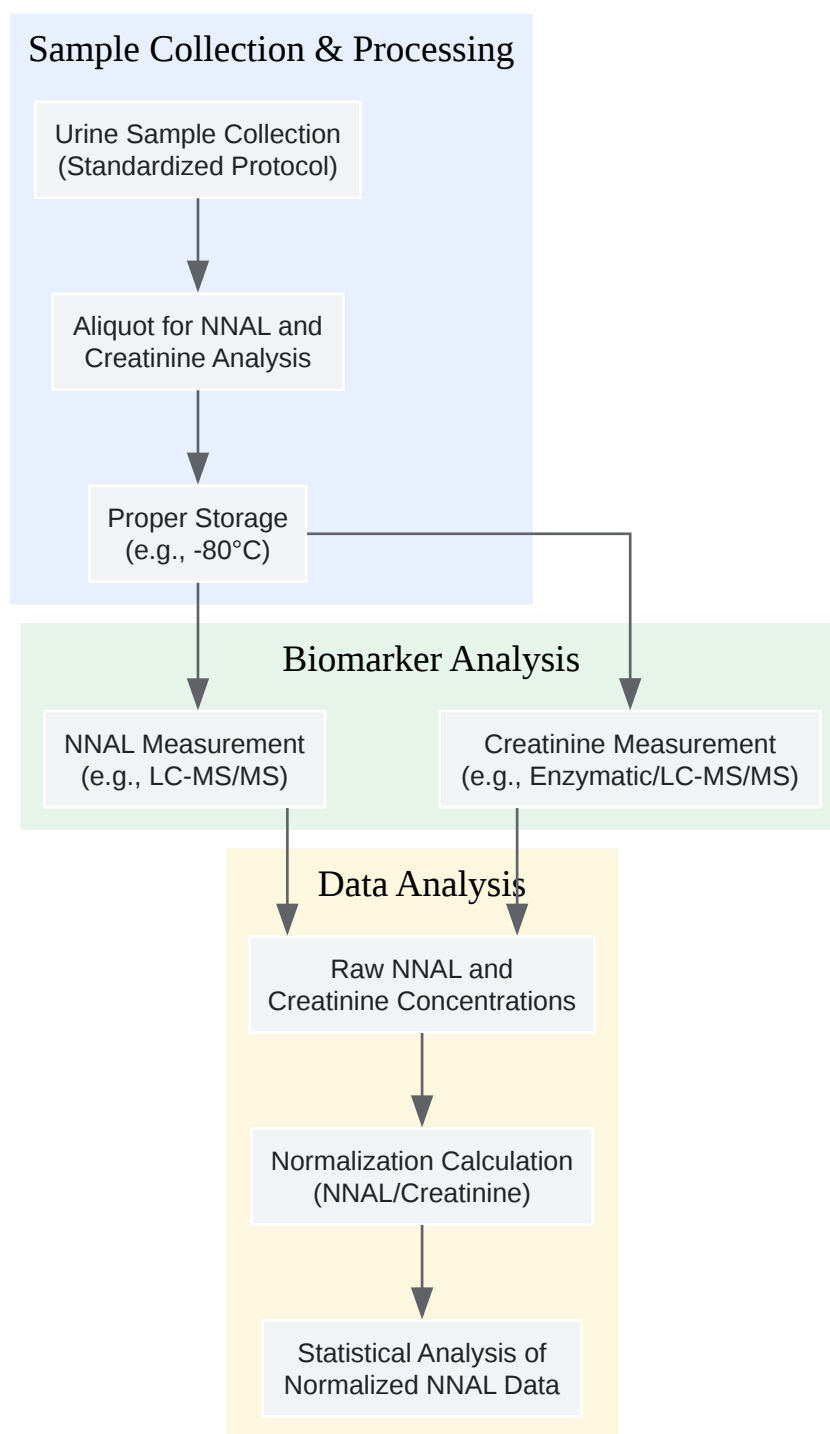 Sample Collection & Processing
Urine Sample Collection
(Standardized Protocol)
Aliquot for NNAL and
Creatinine Analysis
Proper Storage
(e.g., -80°C)
Biomarker Analysis
NNAL Measurement
(e.g., LC-MS/MS)
Creatinine Measurement
(e.g., Enzymatic/LC-MS/MS)
Data Analysis
Raw NNAL and
Creatinine Concentrations
Normalization Calculation
(NNAL/Creatinine)
Statistical Analysis of
Normalized NNAL Data